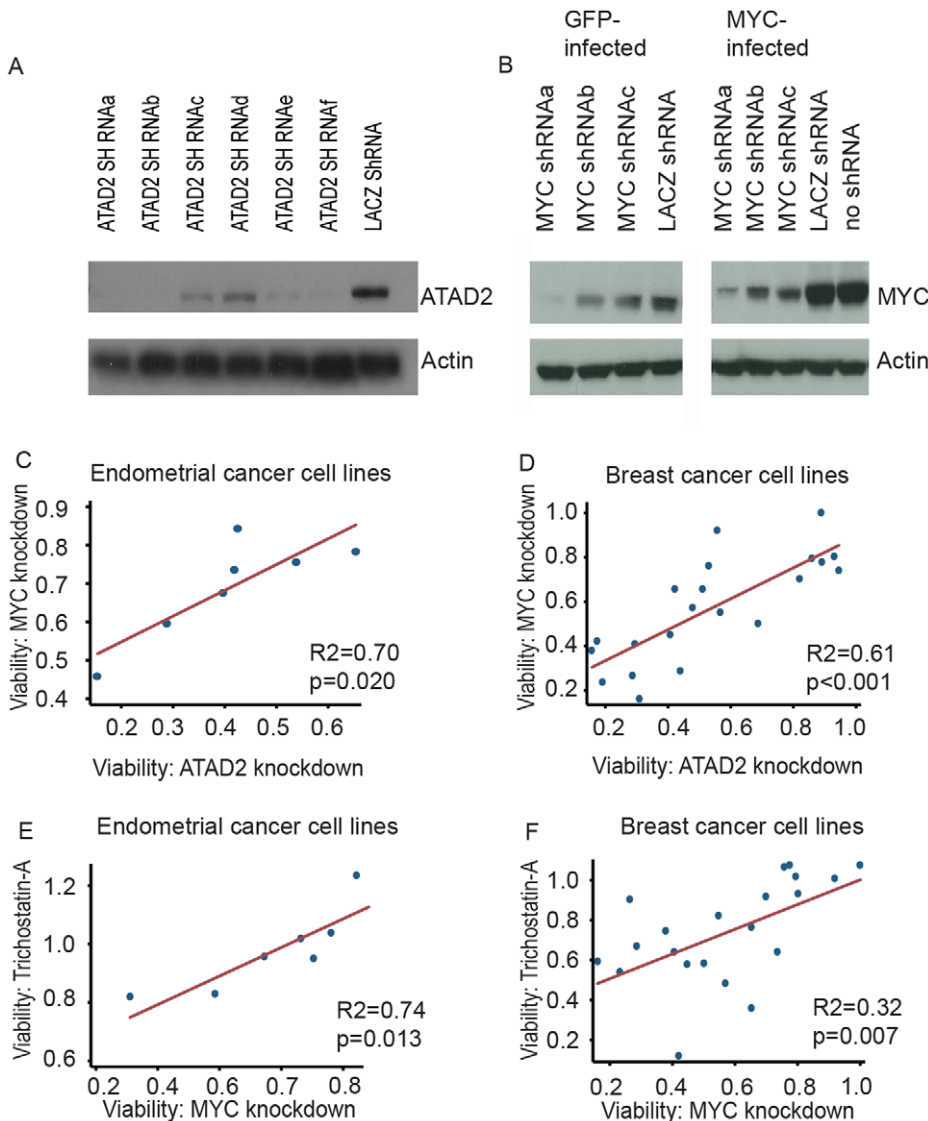 A
ATAD2 SH RNAa
ATAD2 SH RNAb
ATAD2 SH RNAc
ATAD2 SH RNAd
ATAD2 SH RNAe
ATAD2 SH RNAf
LACZ ShRNA
ATAD2
Actin
B
GFP-
infected
MYC-
infected
MYC shRNAa
MYC shRNAb
MYC shRNAc
LACZ shRNA
MYC shRNAa
MYC shRNAb
MYC shRNAc
LACZ shRNA
no shRNA
MYC
Actin
C
Endometrial cancer cell lines
Viability: MYC knockdown
0.9
0.8
0.7
0.6
0.5
0.4
R2=0.70
p=0.020
0.2 0.3 0.4 0.5 0.6
Viability: ATAD2 knockdown
D
Breast cancer cell lines
Viability: MYC knockdown
1.0
0.8
0.6
0.4
0.2
R2=0.61
p<0.001
0.2 0.4 0.6 0.8 1.0
Viability: ATAD2 knockdown
E
Endometrial cancer cell lines
Viability: Trichostatin-A
1.2
1.0
0.8
0.6
R2=0.74
p=0.013
0.2 0.3 0.4 0.5 0.6 0.7 0.8
Viability: MYC knockdown
F
Breast cancer cell lines
Viability: Trichostatin-A
1.0
0.8
0.6
0.4
0.2
R2=0.32
p=0.007
0.2 0.4 0.6 0.8 1.0
Viability: MYC knockdown